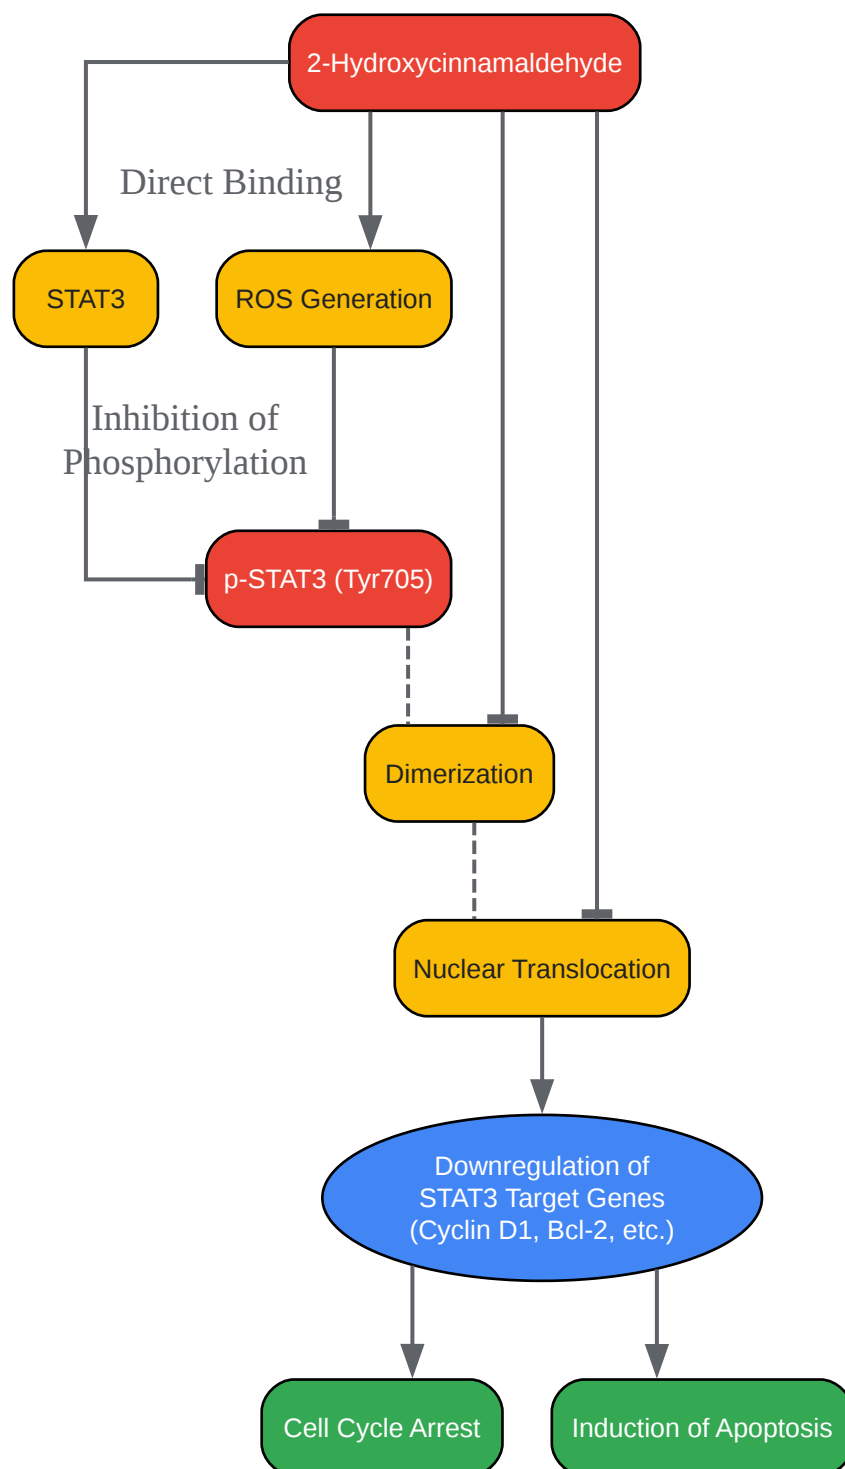 2-Hydroxycinnamaldehyde
Direct Binding
STAT3
ROS Generation
Inhibition of
Phosphorylation
p-STAT3 (Tyr705)
Dimerization
Nuclear Translocation
Downregulation of
STAT3 Target Genes
(Cyclin D1, Bcl-2, etc.)
Cell Cycle Arrest
Induction of Apoptosis